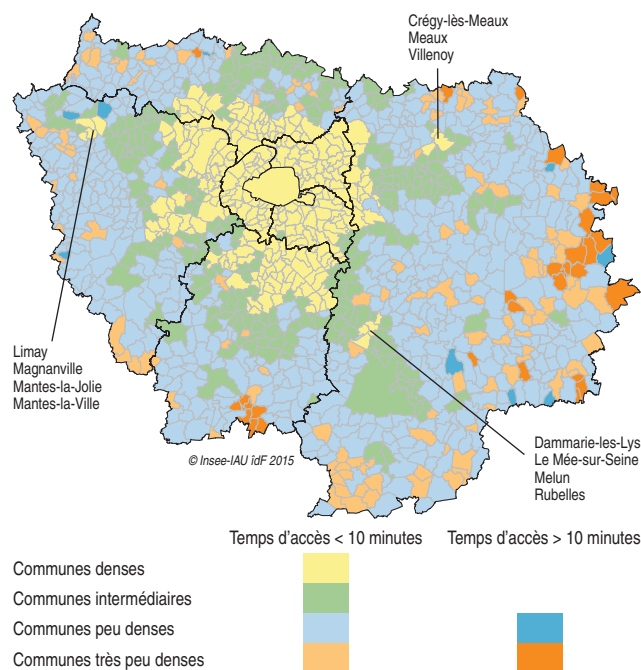 Crégy-lès-Meaux
Meaux
Villenoy
Limay
Magnanville
Mantes-la-Jolie
Mantes-la-Ville
Dammarie-les-Lys
Le Mée-sur-Seine
Melun
Rubelles
© Insee-IAU îdF 2015
Temps d'accès < 10 minutes Temps d'accès > 10 minutes
Communes denses
Communes intermédiaires
Communes peu denses
Communes très peu denses